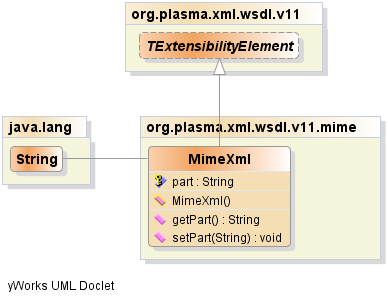 org.plasma.xml.wsdl.v11
TExtensibilityElement
java.lang
String
org.plasma.xml.wsdl.v11.mime
MimeXml
part : String
MimeXml()
getPart() : String
setPart(String) : void
yWorks UML Doclet